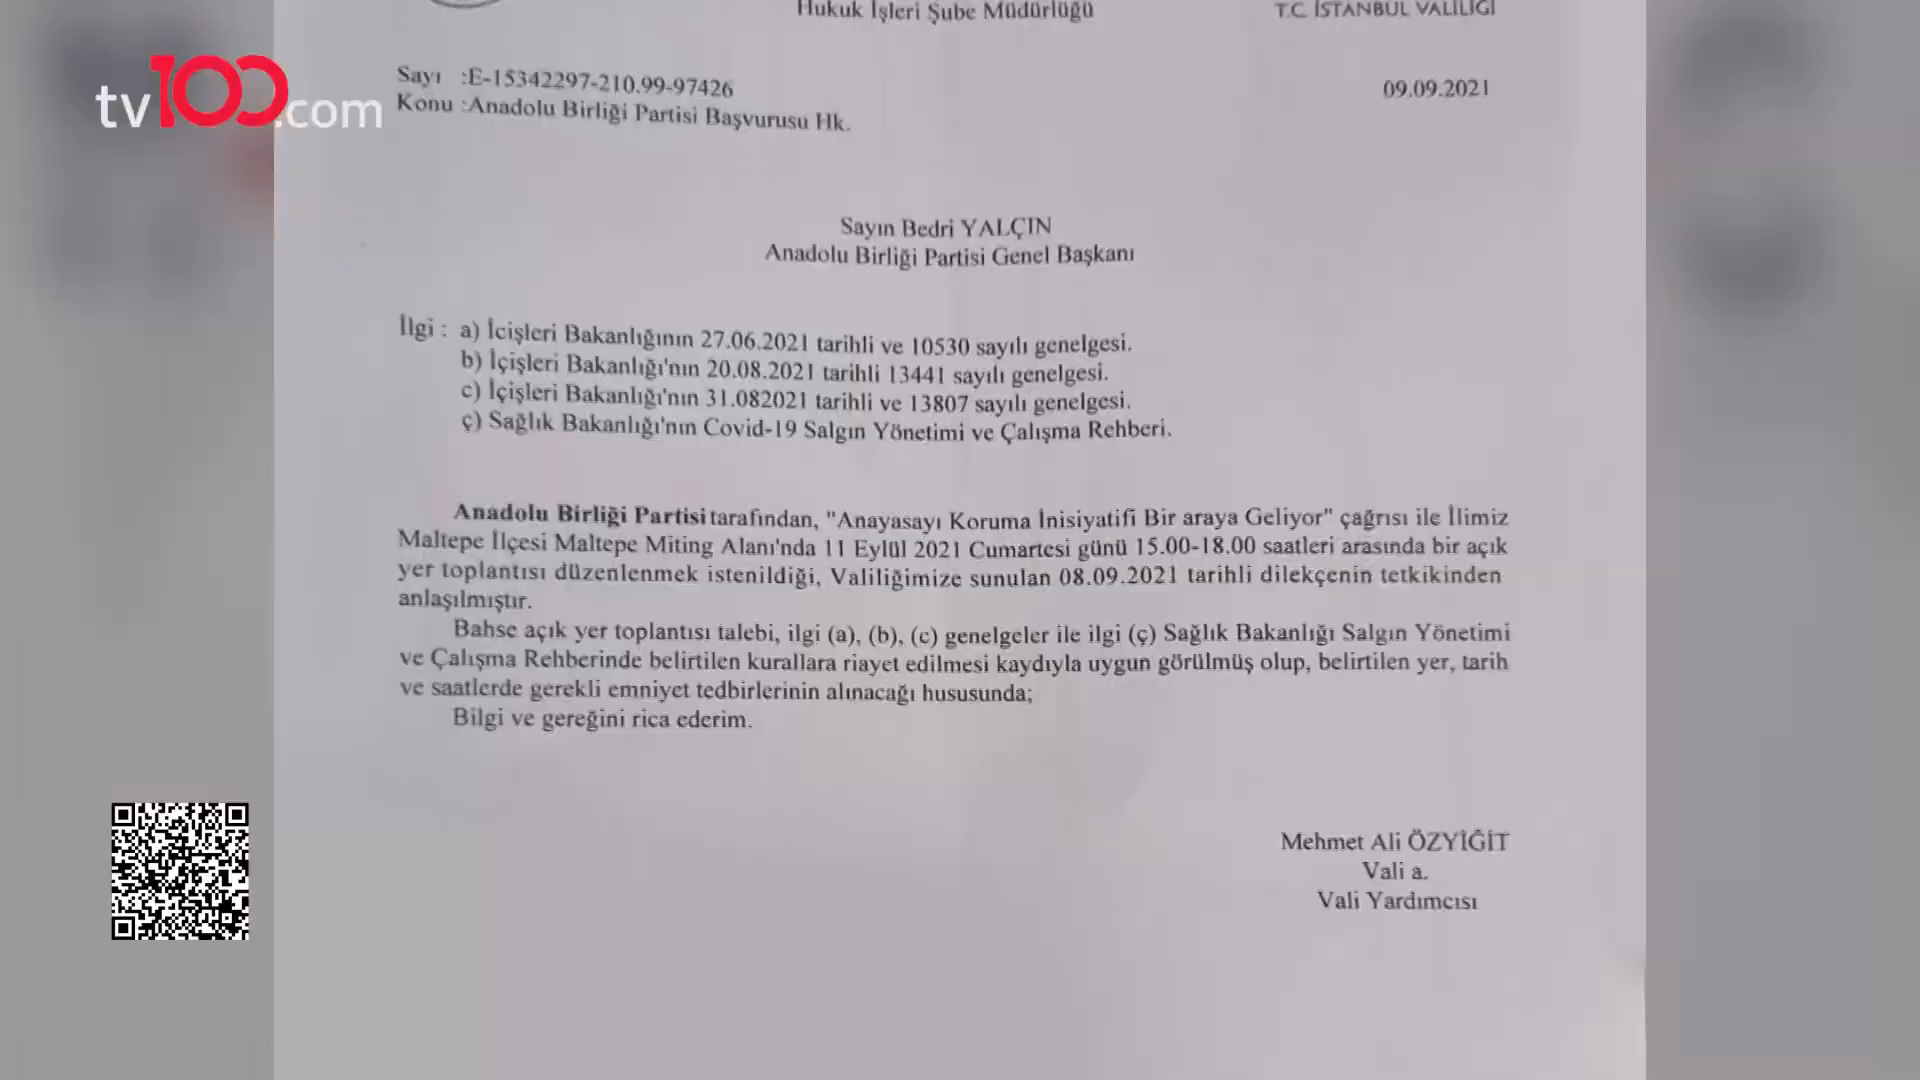 Hukuk İşleri Şube Müdürlüğü
T.C. İSTANBUL VALİLİĞİ
tv100.com
Sayı :E-15342297-210.99-97426
09.09.2021
Konu :Anadolu Birliği Partisi Başvurusu Hk.
Sayın Bedri YALÇIN
Anadolu Birliği Partisi Genel Başkanı
İlgi : a) İcişleri Bakanlığının 27.06.2021 tarihli ve 10530 sayılı genelgesi.
b) İçişleri Bakanlığı'nın 20.08.2021 tarihli 13441 sayılı genelgesi.
c) İçişleri Bakanlığı'nın 31.082021 tarihli ve 13807 sayılı genelgesi.
ç) Sağlık Bakanlığı'nın Covid-19 Salgın Yönetimi ve Çalışma Rehberi.
Anadolu Birliği Partisi tarafından, "Anayasayı Koruma İnisiyatifi Bir araya Geliyor" çağrısı ile İlimiz
Maltepe İlçesi Maltepe Miting Alanı'nda 11 Eylül 2021 Cumartesi günü 15.00-18.00 saatleri arasında bir açık
yer toplantısı düzenlenmek istenildiği, Valiliğimize sunulan 08.09.2021 tarihli dilekçenin tetkikinden
anlaşılmıştır.
Bahse açık yer toplantısı talebi, ilgi (a), (b), (c) genelgeler ile ilgi (ç) Sağlık Bakanlığı Salgın Yönetimi
ve Çalışma Rehberinde belirtilen kurallara riayet edilmesi kaydıyla uygun görülmüş olup, belirtilen yer, tarih
ve saatlerde gerekli emniyet tedbirlerinin alınacağı hususunda;
Bilgi ve gereğini rica ederim.
Mehmet Ali ÖZYİĞİT
Vali a.
Vali Yardımcısı